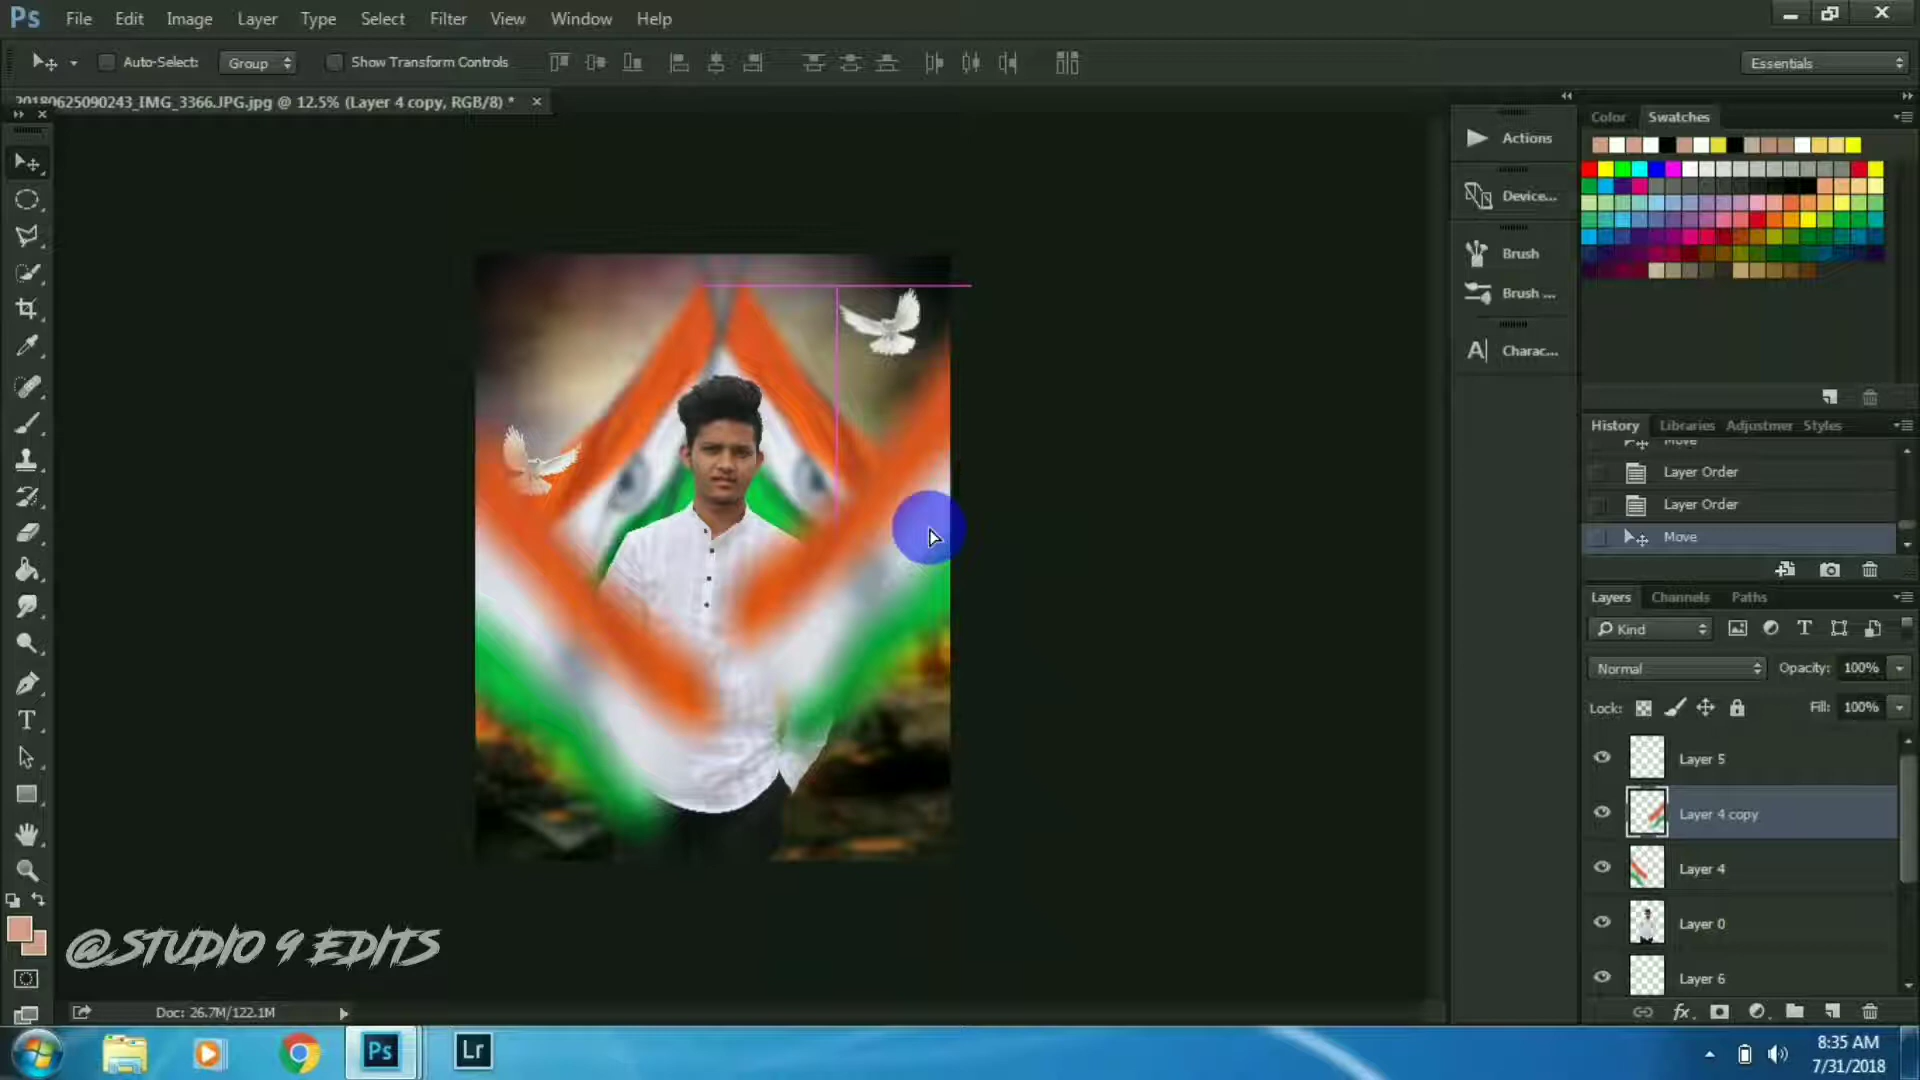 Ps File Edit Image Layer Type Select Filter View Window Help
Auto-Select: Group Show Transform Controls Essentials
20180625090243_IMG_3366.JPG.jpg @ 12.5% (Layer 4 copy, RGB/8) * ×
Color Swatches
Actions
Device...
Brush
Brush ...
A| Charac...
History Libraries Adjustmer Styles
Move
Layer Order
Layer Order
Move
Layers Channels Paths
Kind
Normal Opacity: 100%
Lock: Fill: 100%
Layer 5
Layer 4 copy
Layer 4
Layer 0
Layer 6
@STUDIO 9 EDITS
Doc: 26.7M/122.1M
Ps Lr
8:35 AM
7/31/2018